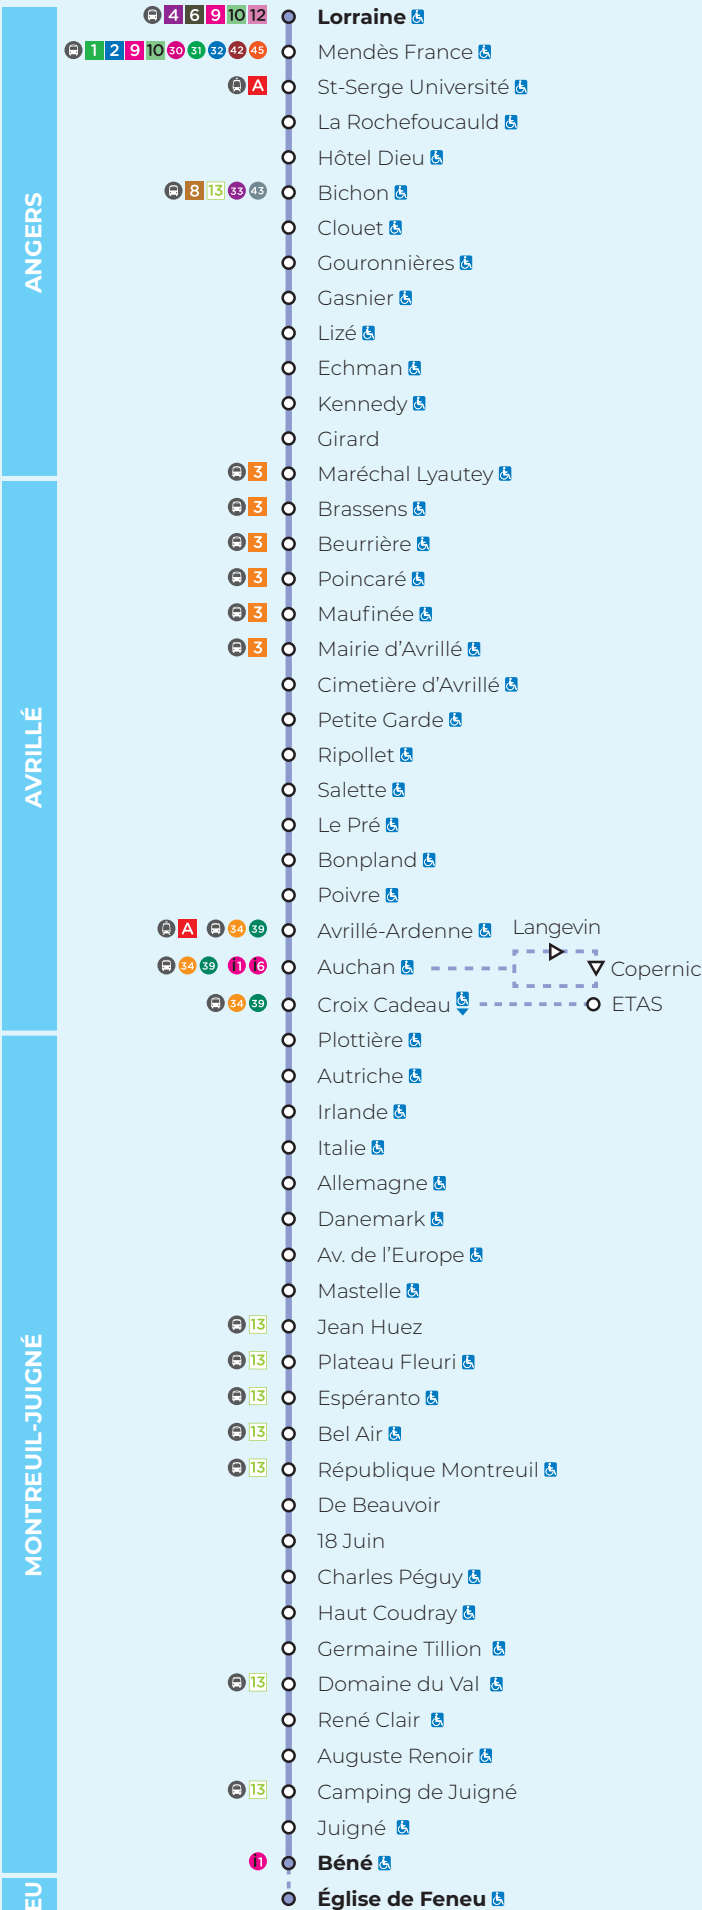 ANGERS
4 6 9 10 12 Lorraine
1 2 9 10 30 31 32 42 45 Mendès France
A St-Serge Université
La Rochefoucauld
Hôtel Dieu
8 13 33 43 Bichon
Clouet
Gouronnières
Gasnier
Lizé
Echman
Kennedy
Girard
3 Maréchal Lyautey
AVRILLÉ
3 Brassens
3 Beurrière
3 Poincaré
3 Maufinée
3 Mairie d'Avrillé
Cimetière d'Avrillé
Petite Garde
Ripollet
Salette
Le Pré
Bonpland
Poivre
A 34 39 Avrillé-Ardenne Langevin
34 39 i1 i6 Auchan Copernic
34 39 Croix Cadeau ETAS
MONTREUIL-JUIGNÉ
Plottière
Autriche
Irlande
Italie
Allemagne
Danemark
Av. de l'Europe
Mastelle
13 Jean Huez
13 Plateau Fleuri
13 Espéranto
13 Bel Air
13 République Montreuil
De Beauvoir
18 Juin
Charles Péguy
Haut Coudray
Germaine Tillion
13 Domaine du Val
René Clair
Auguste Renoir
13 Camping de Juigné
Juigné
i1 Béné
EU
Église de Feneu